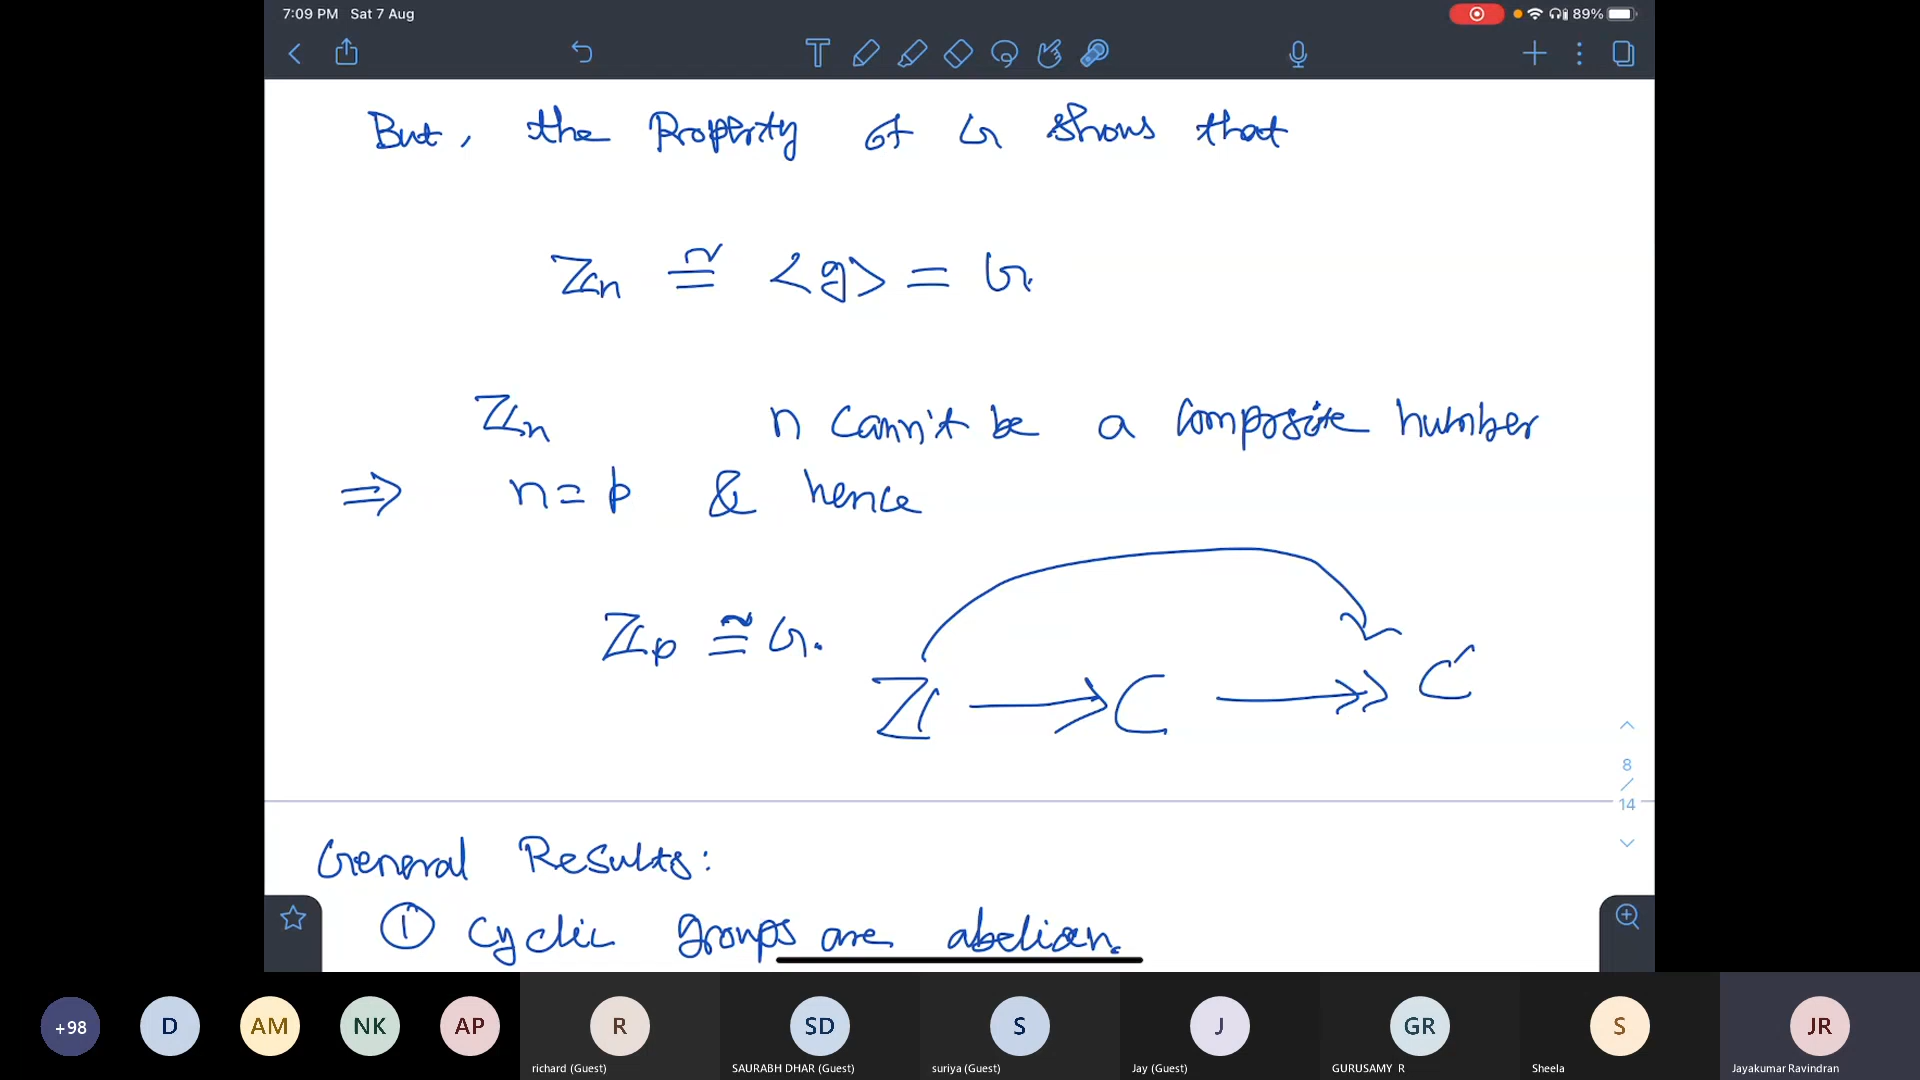 7:09 PM Sat 7 Aug
89%
But, the Property of G shows that
ℤn ≅ <g> = G.
ℤn n cann't be a composite number
⇒ n = p & hence
ℤp ≅ G.
ℤ → C ↠ C'
8
/
14
General Results:
① Cyclic groups are abelian.
+98 D AM NK AP R SD S J GR S JR
richard (Guest) SAURABH DHAR (Guest) suriya (Guest) Jay (Guest) GURUSAMY R Sheela Jayakumar Ravindran